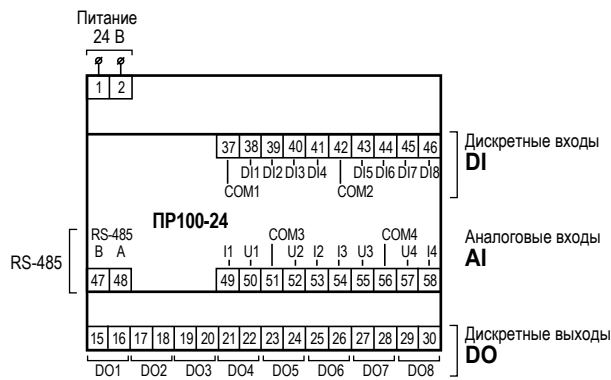 Питание
24 В
1 2
37 38 39 40 41 42 43 44 45 46
DI1 DI2 DI3 DI4 DI5 DI6 DI7 DI8
COM1 COM2
Дискретные входы
DI
ПР100-24
RS-485
RS-485
B A
COM3 COM4
I1 U1 U2 I2 I3 U3 U4 I4
47 48 49 50 51 52 53 54 55 56 57 58
Аналоговые входы
AI
15 16 17 18 19 20 21 22 23 24 25 26 27 28 29 30
DO1 DO2 DO3 DO4 DO5 DO6 DO7 DO8
Дискретные выходы
DO